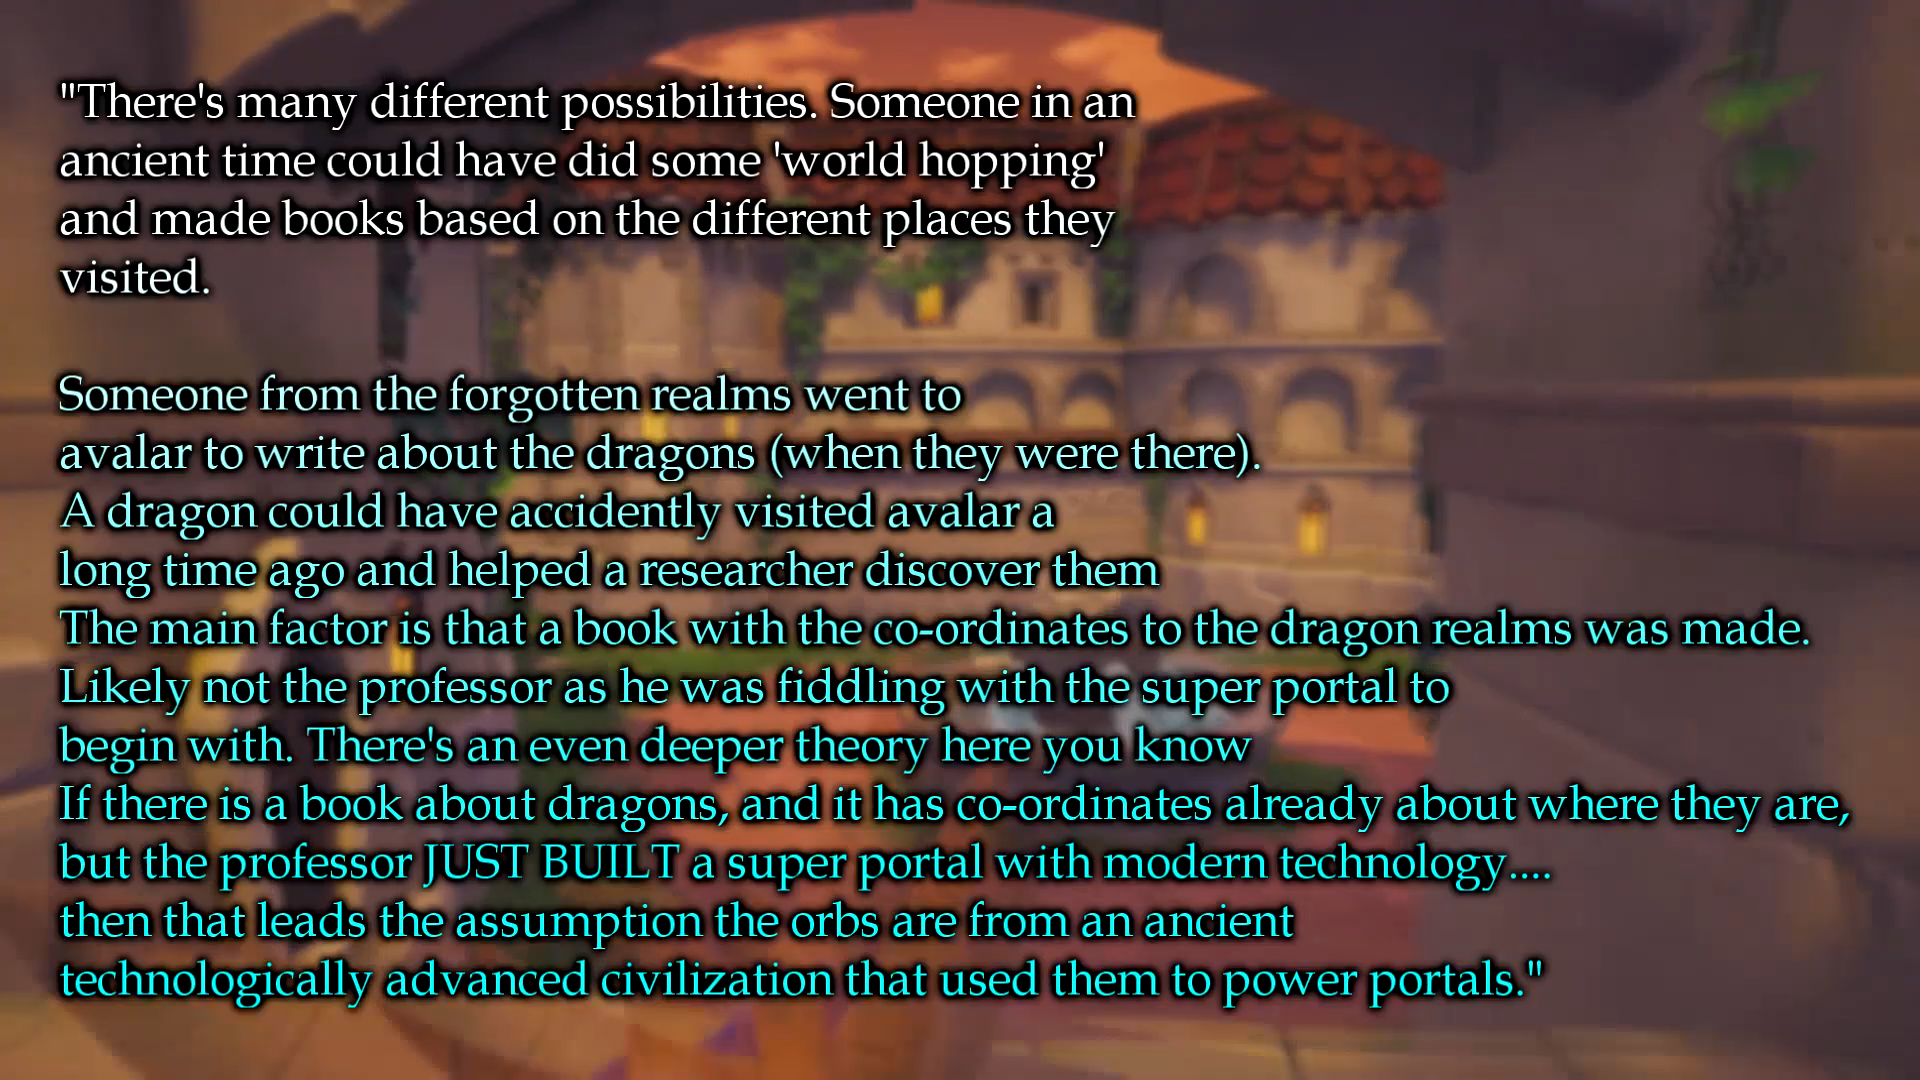 "There's many different possibilities. Someone in an
ancient time could have did some 'world hopping'
and made books based on the different places they
visited.
Someone from the forgotten realms went to
avalar to write about the dragons (when they were there).
A dragon could have accidently visited avalar a
long time ago and helped a researcher discover them
The main factor is that a book with the co-ordinates to the dragon realms was made.
Likely not the professor as he was fiddling with the super portal to
begin with. There's an even deeper theory here you know
If there is a book about dragons, and it has co-ordinates already about where they are,
but the professor JUST BUILT a super portal with modern technology....
then that leads the assumption the orbs are from an ancient
technologically advanced civilization that used them to power portals."